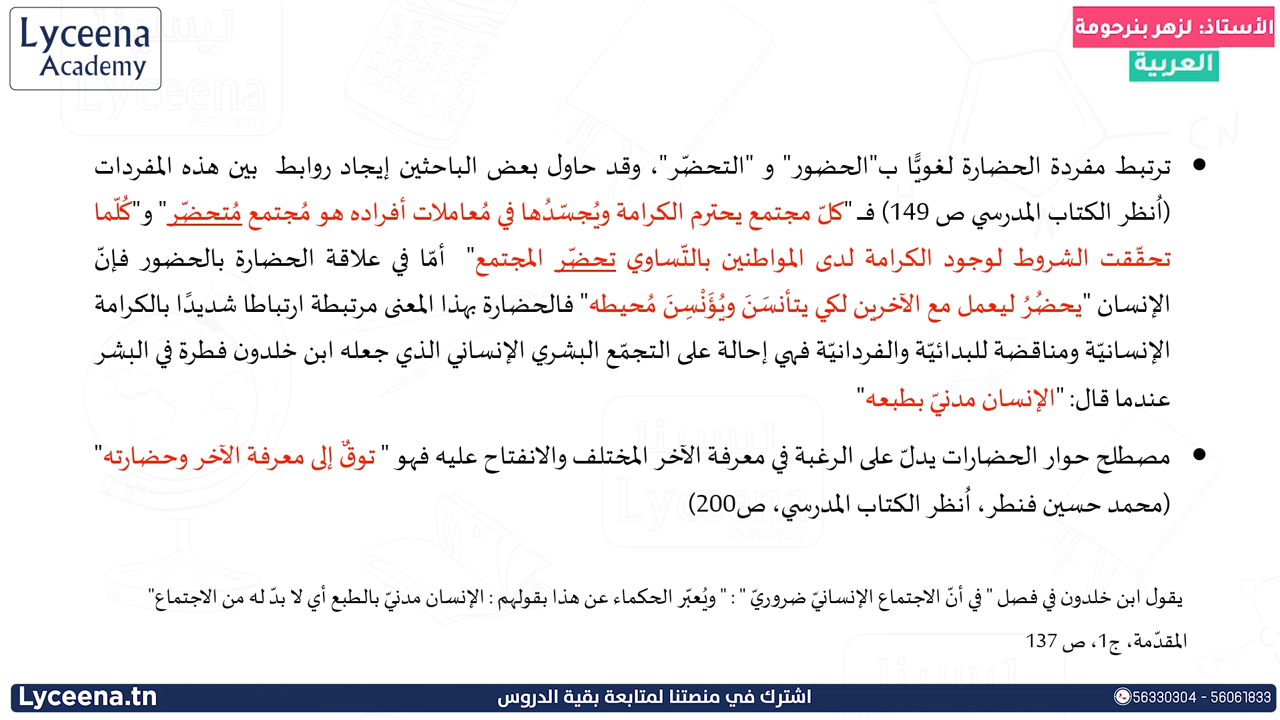 Lyceena
Academy
الأستاذ: لزهر بنرحومة
العربية
ترتبط مفردة الحضارة لغويًّا ب"الحضور" و "التحضّر"، وقد حاول بعض الباحثين إيجاد روابط بين هذه المفردات
(اُنظر الكتاب المدرسي ص 149) فـ "كلّ مجتمع يحترم الكرامة ويُجسّدُها في مُعاملات أفراده هو مُجتمع مُتحضّر" و"كُلّما
تحقّقت الشروط لوجود الكرامة لدى المواطنين بالتّساوي تحضّر المجتمع" أمّا في علاقة الحضارة بالحضور فإنّ
الإنسان "يحضُرُ ليعمل مع الآخرين لكي يتأنسَنَ ويُؤَنْسِنَ مُحيطه" فالحضارة بهذا المعنى مرتبطة ارتباطا شديدًا بالكرامة
الإنسانيّة ومناقضة للبدائيّة والفردانيّة فهي إحالة على التجمّع البشري الإنساني الذي جعله ابن خلدون فطرة في البشر
عندما قال: "الإنسان مدنيّ بطبعه"
مصطلح حوار الحضارات يدلّ على الرغبة في معرفة الآخر المختلف والانفتاح عليه فهو " توقٌ إلى معرفة الآخر وحضارته"
(محمد حسين فنطر، اُنظر الكتاب المدرسي، ص200)
يقول ابن خلدون في فصل " في أنّ الاجتماع الإنسانيّ ضروريّ " : " ويُعبّر الحكماء عن هذا بقولهم : الإنسان مدنيّ بالطبع أي لا بدّ له من الاجتماع"
المقدّمة، ج1، ص 137
Lyceena.tn
اشترك في منصتنا لمتابعة بقية الدروس
56330304 - 56061833